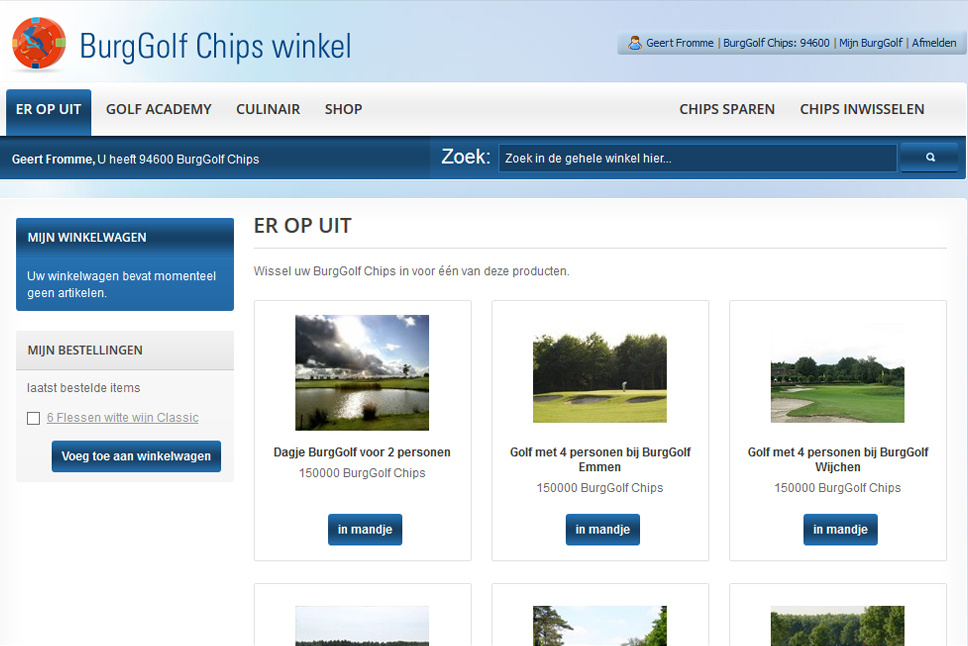 BurgGolf Chips winkel
Geert Fromme | BurgGolf Chips: 94600 | Mijn BurgGolf | Afmelden
ER OP UIT GOLF ACADEMY CULINAIR SHOP CHIPS SPAREN CHIPS INWISSELEN
Geert Fromme, U heeft 94600 BurgGolf Chips Zoek: Zoek in de gehele winkel hier...
MIJN WINKELWAGEN
Uw winkelwagen bevat momenteel
geen artikelen.
MIJN BESTELLINGEN
laatst bestelde items
6 Flessen witte wijn Classic
Voeg toe aan winkelwagen
ER OP UIT
Wissel uw BurgGolf Chips in voor één van deze producten.
Dagje BurgGolf voor 2 personen
150000 BurgGolf Chips
in mandje
Golf met 4 personen bij BurgGolf
Emmen
150000 BurgGolf Chips
in mandje
Golf met 4 personen bij BurgGolf
Wijchen
150000 BurgGolf Chips
in mandje